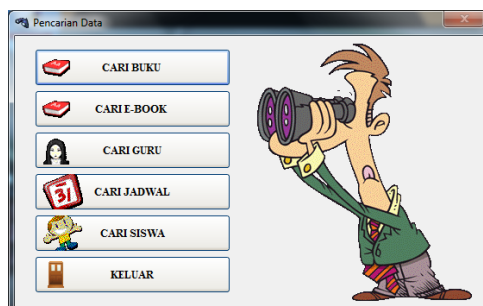 Pencarian Data
CARI BUKU
CARI E-BOOK
CARI GURU
31
CARI JADWAL
CARI SISWA
KELUAR